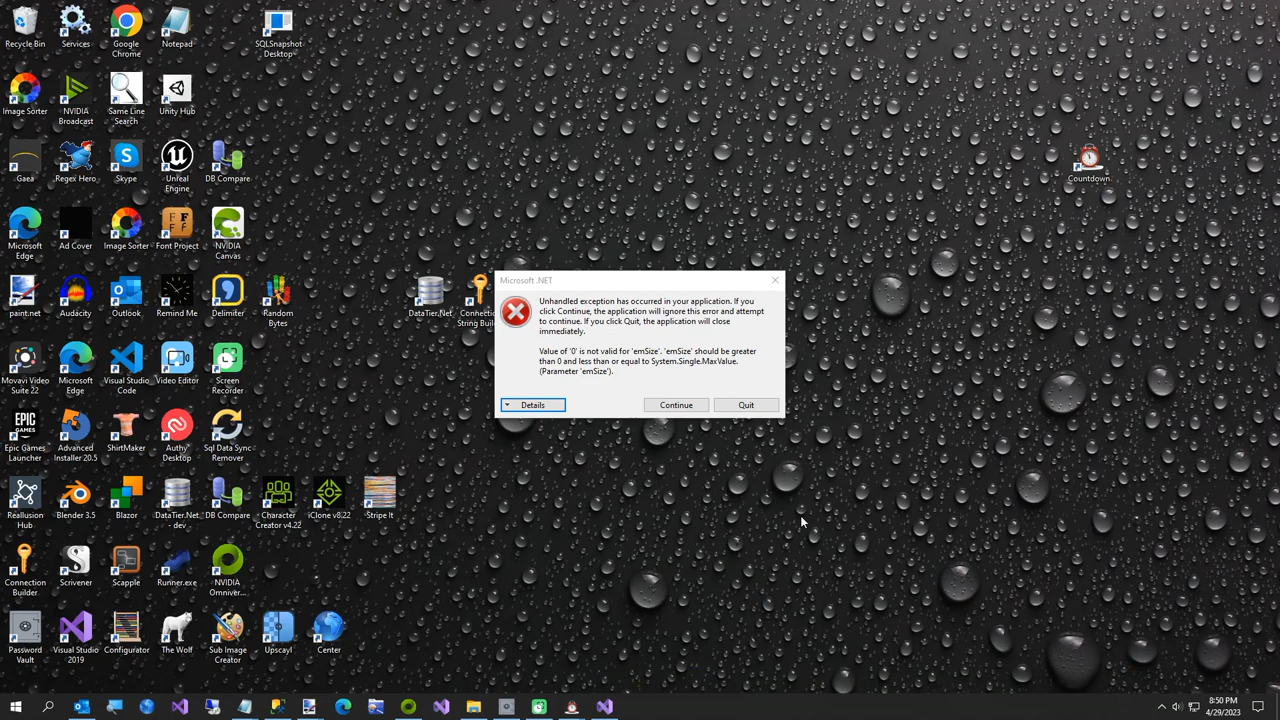 Recycle Bin
Services
Google
Chrome
Notepad
SQLSnapshot
Desktop
Image Sorter
NVIDIA
Broadcast
Same Line
Search
Unity Hub
Gaea
Regex Hero
Skype
Unreal
Engine
DB Compare
Countdown
Microsoft
Edge
Ad Cover
Image Sorter
Font Project
NVIDIA
Canvas
paint.net
Audacity
Outlook
Remind Me
Delimiter
Random
Bytes
DataTier.Net
Connectio
String Buil
Microsoft .NET
Unhandled exception has occurred in your application. If you
click Continue, the application will ignore this error and attempt
to continue. If you click Quit, the application will close
immediately.
Value of '0' is not valid for 'emSize'. 'emSize' should be greater
than 0 and less than or equal to System.Single.MaxValue.
(Parameter 'emSize').
Details
Continue
Quit
Movavi Video
Suite 22
Microsoft
Edge
Visual Studio
Code
Video Editor
Screen
Recorder
Epic Games
Launcher
Advanced
Installer 20.5
ShirtMaker
Authy
Desktop
Sql Data Sync
Remover
Reallusion
Hub
Blender 3.5
Blazor
DataTier.Net
- dev
DB Compare
Character
Creator v4.22
iClone v8.22
Stripe It
Connection
Builder
Scrivener
Scapple
Runner.exe
NVIDIA
Omniver...
Password
Vault
Visual Studio
2019
Configurator
The Wolf
Sub Image
Creator
Upscayl
Center
8:50 PM
4/29/2023